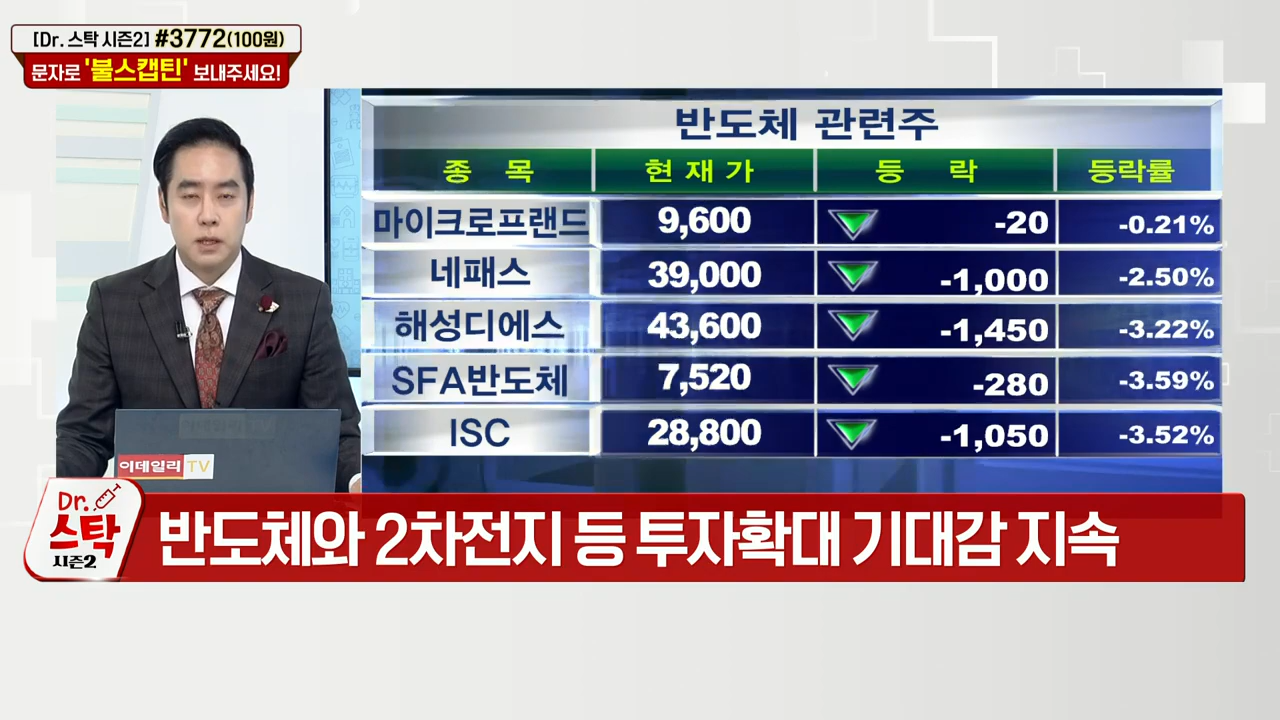 [Dr. 스탁 시즌2] #3772(100원)
문자로 '불스캡틴' 보내주세요!
반도체 관련주
종 목 현 재 가 등 락 등락률
마이크로프랜드 9,600 -20 -0.21%
네패스 39,000 -1,000 -2.50%
해성디에스 43,600 -1,450 -3.22%
SFA반도체 7,520 -280 -3.59%
ISC 28,800 -1,050 -3.52%
이데일리 TV
Dr.
스탁
시즌2
반도체와 2차전지 등 투자확대 기대감 지속